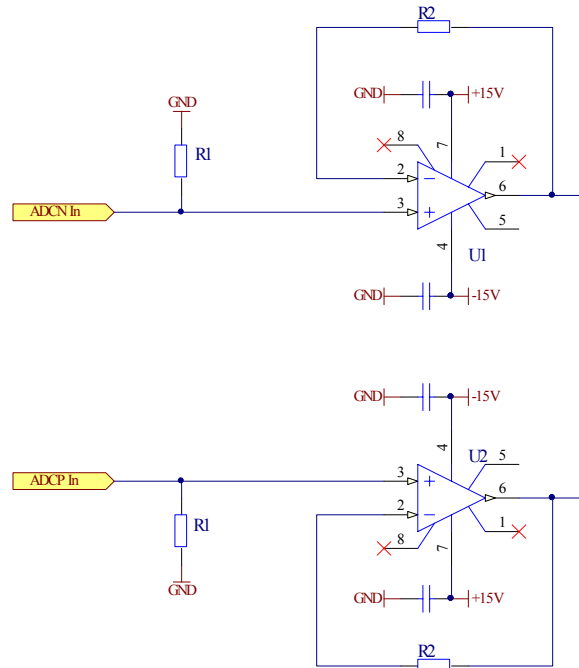 R2
GND
+15V
GND
8
7
1
R1
2
6
ADCN In
3
5
4
U1
GND
-15V
GND
-15V
4
U2
5
ADCP In
3
6
2
1
R1
8
7
GND
GND
+15V
R2